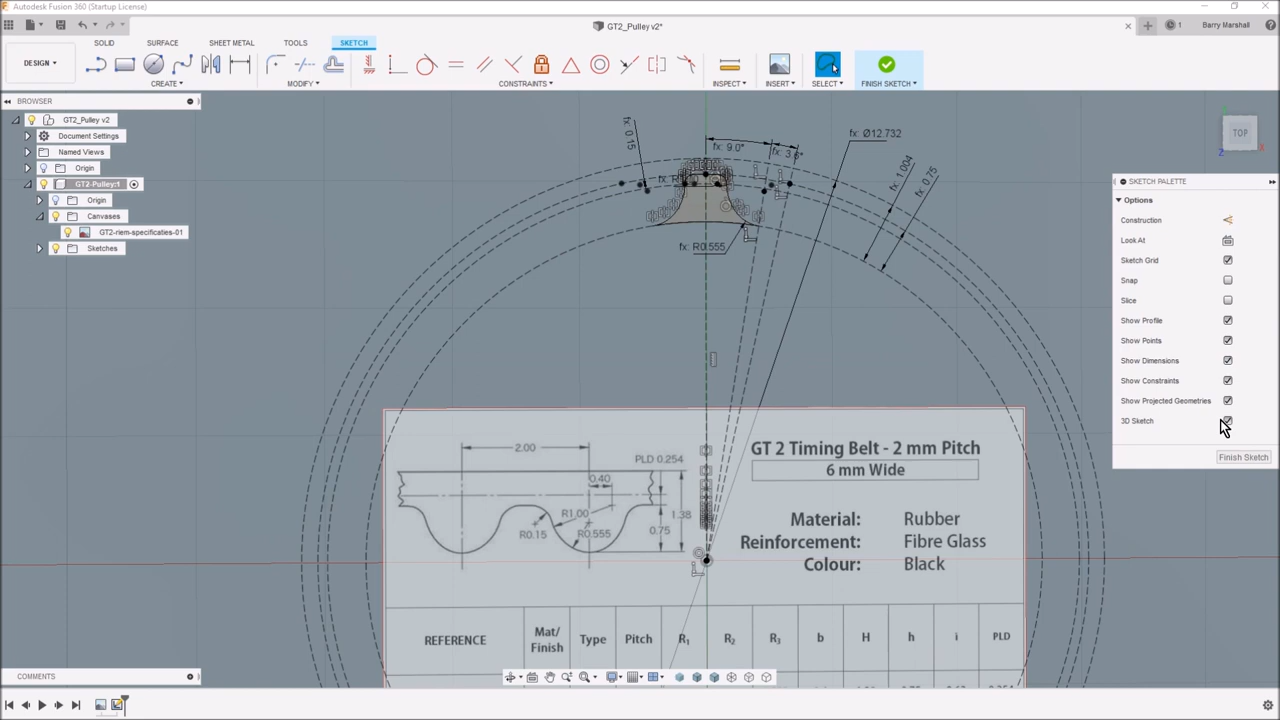 Autodesk Fusion 360 (Startup License)
GT2_Pulley v2*
1
Barry Marshall
DESIGN
SOLID
SURFACE
SHEET METAL
TOOLS
SKETCH
CREATE
MODIFY
CONSTRAINTS
INSPECT
INSERT
SELECT
FINISH SKETCH
BROWSER
GT2_Pulley v2
Document Settings
Named Views
Origin
GT2-Pulley:1
Origin
Canvases
GT2-riem-specificaties-01
Sketches
fx: 0.15
fx: 9.0°
fx: 3.6°
fx: Ø12.732
fx: 1.004
fx: 0.75
fx: R0.555
TOP
Z
X
SKETCH PALETTE
Options
Construction
Look At
Sketch Grid
Snap
Slice
Show Profile
Show Points
Show Dimensions
Show Constraints
Show Projected Geometries
3D Sketch
Finish Sketch
2.00
PLD 0.254
0.40
R1.00
1.38
R0.15
R0.555
0.75
GT 2 Timing Belt - 2 mm Pitch
6 mm Wide
Material: Rubber
Reinforcement: Fibre Glass
Colour: Black
REFERENCE
Mat/
Finish
Type
Pitch
R1
R2
R3
b
H
h
i
PLD
COMMENTS